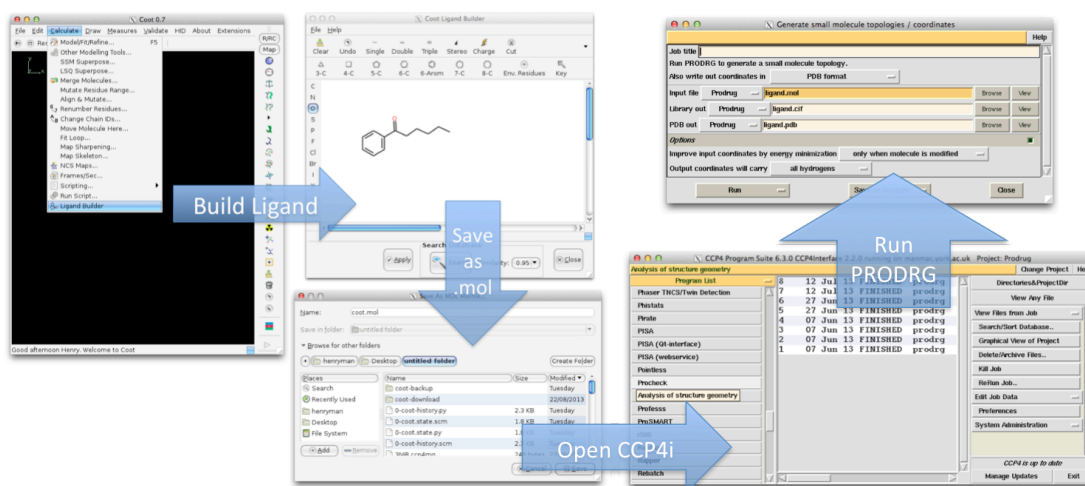 Coot 0.7
File Edit Calculate Draw Measures Validate HID About Extensions
Model/Fit/Refine... F5
R/RC
Other Modelling Tools...
Map
SSM Superpose...
LSQ Superpose...
Merge Molecules...
Mutate Residue Range...
Align & Mutate...
Renumber Residues...
Change Chain IDs...
Move Molecule Here...
Fit Loop...
Map Sharpening...
Map Skeleton...
NCS Maps...
Frames/Sec...
Scripting...
Run Script...
Ligand Builder
Good afternoon Henry. Welcome to Coot
Build Ligand
Coot Ligand Builder
File Help
Clear Undo Single Double Triple Stereo Charge Cut
3-C 4-C 5-C 6-C 6-Arom 7-C 8-C Env. Residues Key
C
N
O
S
P
F
Cl
Br
I
Search
Apply
0.95
Close
Save
as
.mol
Name: coot.mol
Save in folder: untitled folder
Browse for other folders
henryman Desktop untitled folder Create Folder
Places Name Size Modified
Search coot-backup Tuesday
Recently Used coot-download 22/08/2013
henryman 0-coot-history.py 2.3 KB Tuesday
Desktop 0-coot.state.scm 1.8 KB Tuesday
File System 0-coot.state.py
0-coot-history.scm
Add Remove
Cancel Save
Open CCP4i
CCP4 Program Suite 6.3.0 CCP4Interface 2.2.0 running on
Project: Prodrug
Analysis of structure geometry Change Project
Program List
Phaser TNCS/Twin Detection
Phistats
Pirate
PISA
PISA (Qt-interface)
PISA (webservice)
Pointless
Procheck
Analysis of structure geometry
Professs
ProSMART
Rebatch
8 12 Jul
7 12 Jun 13 FINISHED prodrg
6 27 Jun 13 FINISHED prodrg
5 27 Jun 13 FINISHED prodrg
4 07 Jun 13 FINISHED prodrg
3 07 Jun 13 FINISHED prodrg
2 07 Jun 13 FINISHED prodrg
1 07 Jun 13 FINISHED prodrg
Directories&ProjectDir
View Any File
View Files from Job
Search/Sort Database..
Graphical View of Project
Delete/Archive Files...
Kill Job
ReRun Job..
Edit Job Data
Preferences
System Administration
CCP4 is up to date
Manage Updates Exit
Run
PRODRG
Generate small molecule topologies / coordinates
Help
Job title
Run PRODRG to generate a small molecule topology.
Also write out coordinates in PDB format
Input file Prodrug ligand.mol Browse View
Library out Prodrug ligand.cif Browse View
PDB out Prodrug ligand.pdb Browse View
Options
Improve input coordinates by energy minimization only when molecule is modified
Output coordinates will carry all hydrogens
Run Close